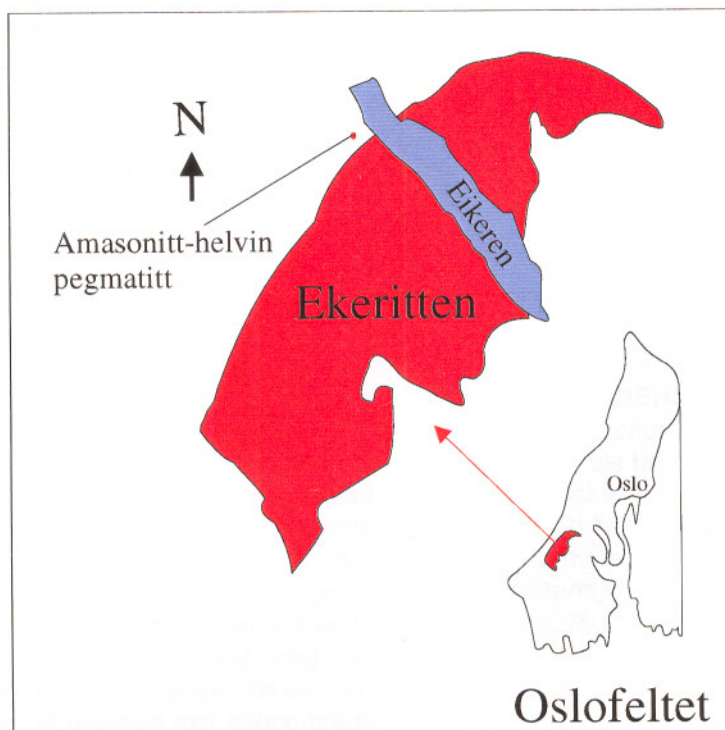 N
Amasonitt-helvin
pegmatitt
Eikeren
Ekeritten
Oslo
Oslofeltet